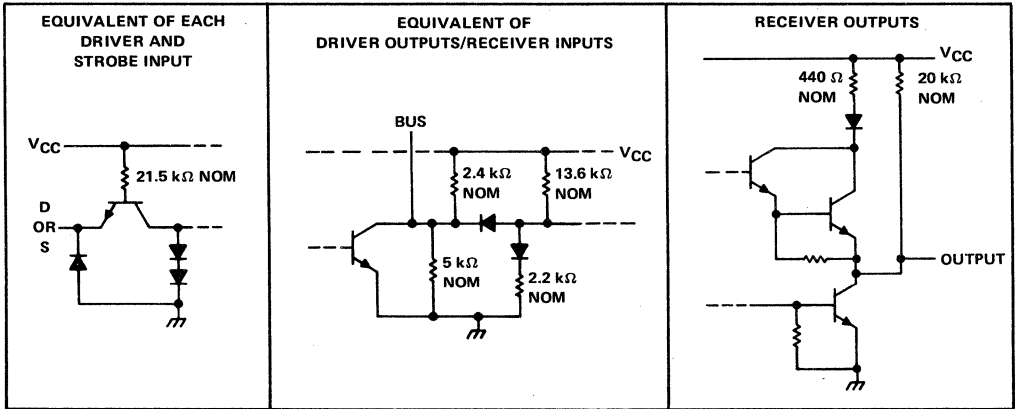 EQUIVALENT OF EACH
DRIVER AND
STROBE INPUT
VCC
21.5 kΩ NOM
D
OR
S
EQUIVALENT OF
DRIVER OUTPUTS/RECEIVER INPUTS
BUS
VCC
2.4 kΩ
NOM
13.6 kΩ
NOM
5 kΩ
NOM
2.2 kΩ
NOM
RECEIVER OUTPUTS
VCC
440 Ω
NOM
20 kΩ
NOM
OUTPUT